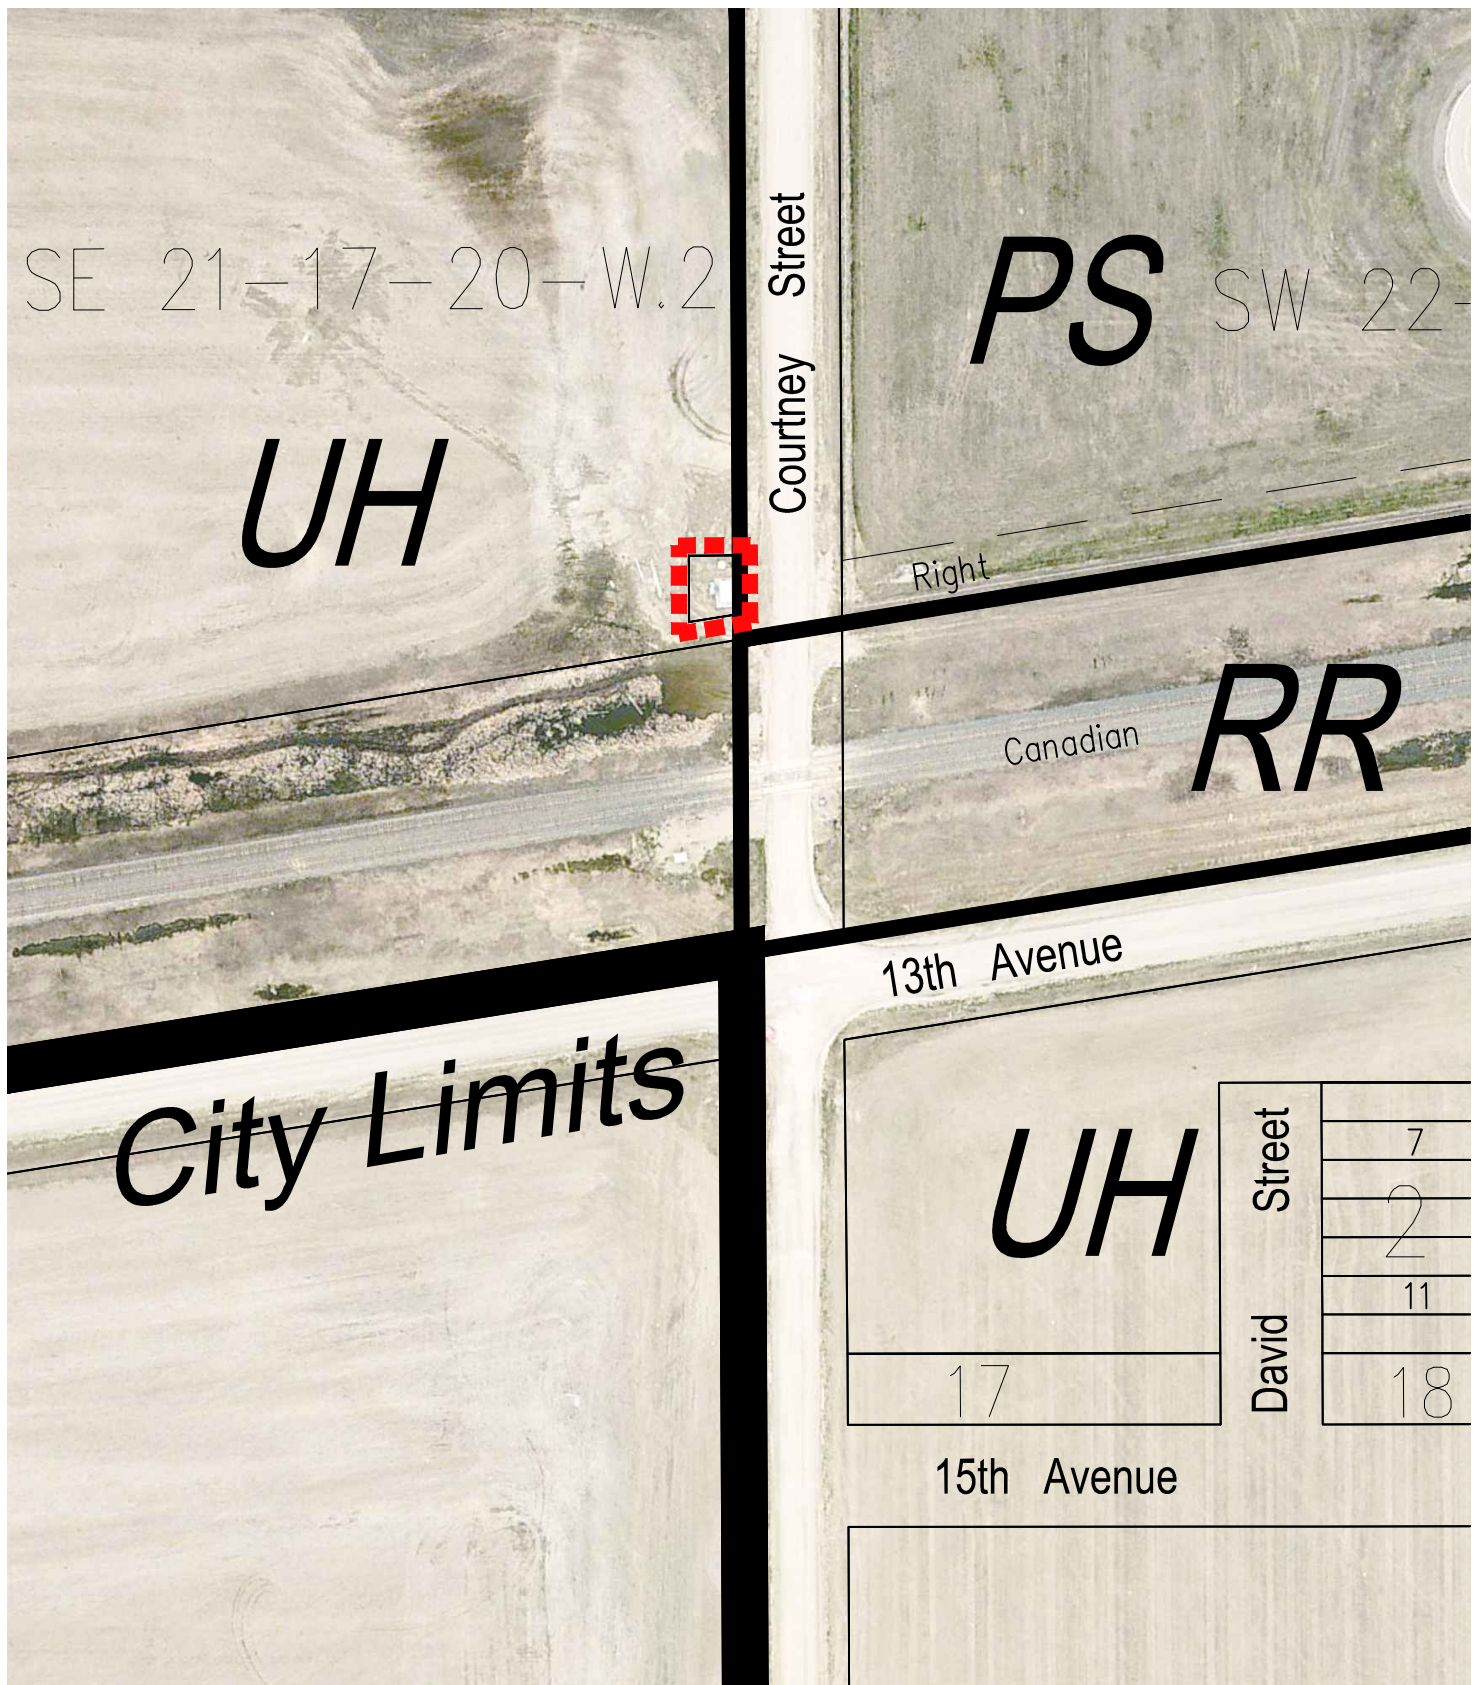 Courtney Street
SE 21-17-20-W.2
PS
SW 22-
UH
Right
RR
Canadian
13th Avenue
City Limits
UH
David Street
7
2
11
17
18
15th Avenue